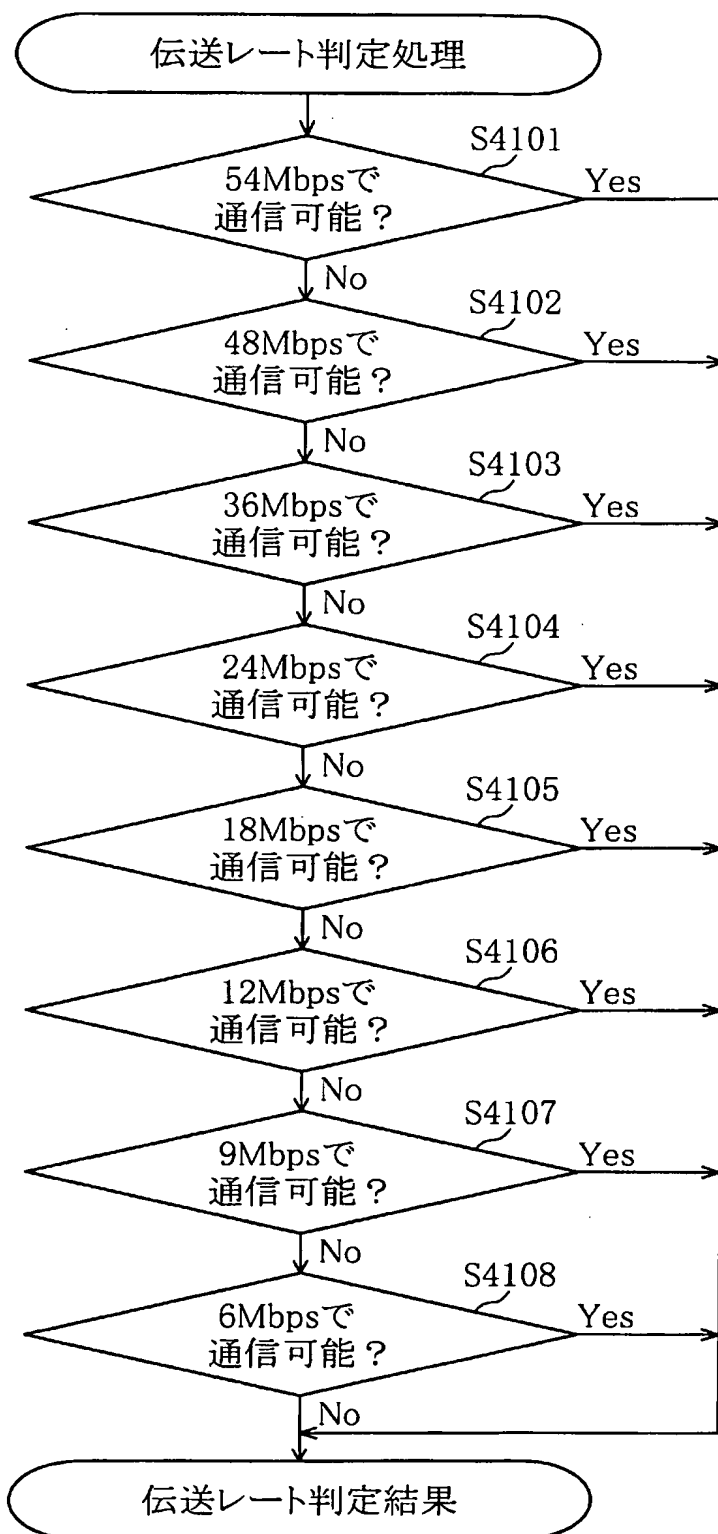 伝送レート判定処理
S4101
54Mbpsで
通信可能？
Yes
No
S4102
48Mbpsで
通信可能？
Yes
No
S4103
36Mbpsで
通信可能？
Yes
No
S4104
24Mbpsで
通信可能？
Yes
No
S4105
18Mbpsで
通信可能？
Yes
No
S4106
12Mbpsで
通信可能？
Yes
No
S4107
9Mbpsで
通信可能？
Yes
No
S4108
6Mbpsで
通信可能？
Yes
No
伝送レート判定結果